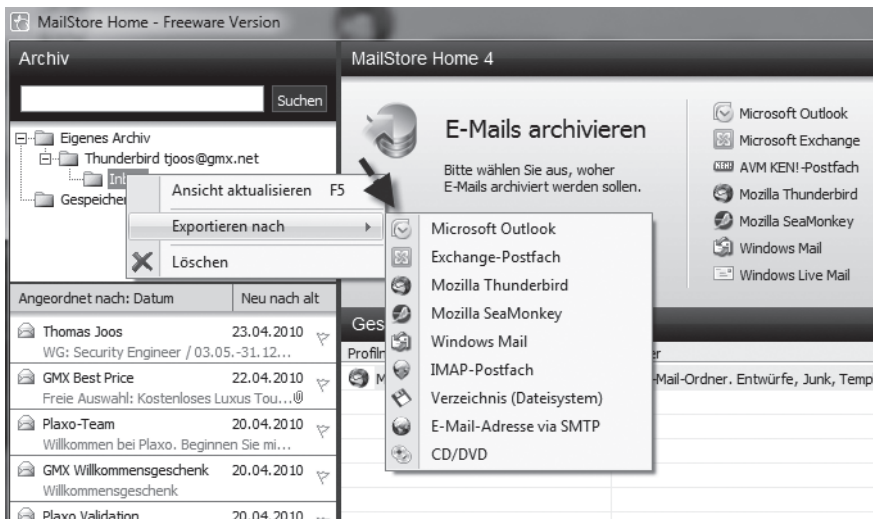 MailStore Home - Freeware Version
Archiv
Suchen
Eigenes Archiv
Thunderbird tjoos@gmx.net
Ansicht aktualisieren F5
Exportieren nach
Löschen
Microsoft Outlook
Exchange-Postfach
Mozilla Thunderbird
Mozilla SeaMonkey
Windows Mail
IMAP-Postfach
Verzeichnis (Dateisystem)
E-Mail-Adresse via SMTP
CD/DVD
Angeordnet nach: Datum Neu nach alt
Thomas Joos 23.04.2010
WG: Security Engineer / 03.05.-31.12...
GMX Best Price 22.04.2010
Freie Auswahl: Kostenloses Luxus Tou...
Plaxo-Team 20.04.2010
Willkommen bei Plaxo. Beginnen Sie mi...
GMX Willkommensgeschenk 20.04.2010
Willkommensgeschenk
Plaxo Validation 20.04.2010
MailStore Home 4
E-Mails archivieren
Bitte wählen Sie aus, woher
E-Mails archiviert werden sollen.
Microsoft Outlook
Microsoft Exchange
AVM KEN!-Postfach
Mozilla Thunderbird
Mozilla SeaMonkey
Windows Mail
Windows Live Mail
-Mail-Ordner. Entwürfe, Junk, Temp